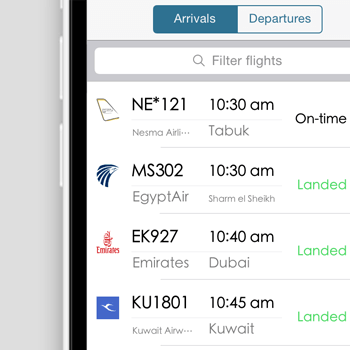 Arrivals Departures
Filter flights
NE*121 10:30 am
On-time
Nesma Airli... Tabuk
MS302 10:30 am
Landed
EgyptAir Sharm el Sheikh
EK927 10:40 am
Landed
Emirates Emirates Dubai
KU1801 10:45 am
Landed
Kuwait Airw... Kuwait